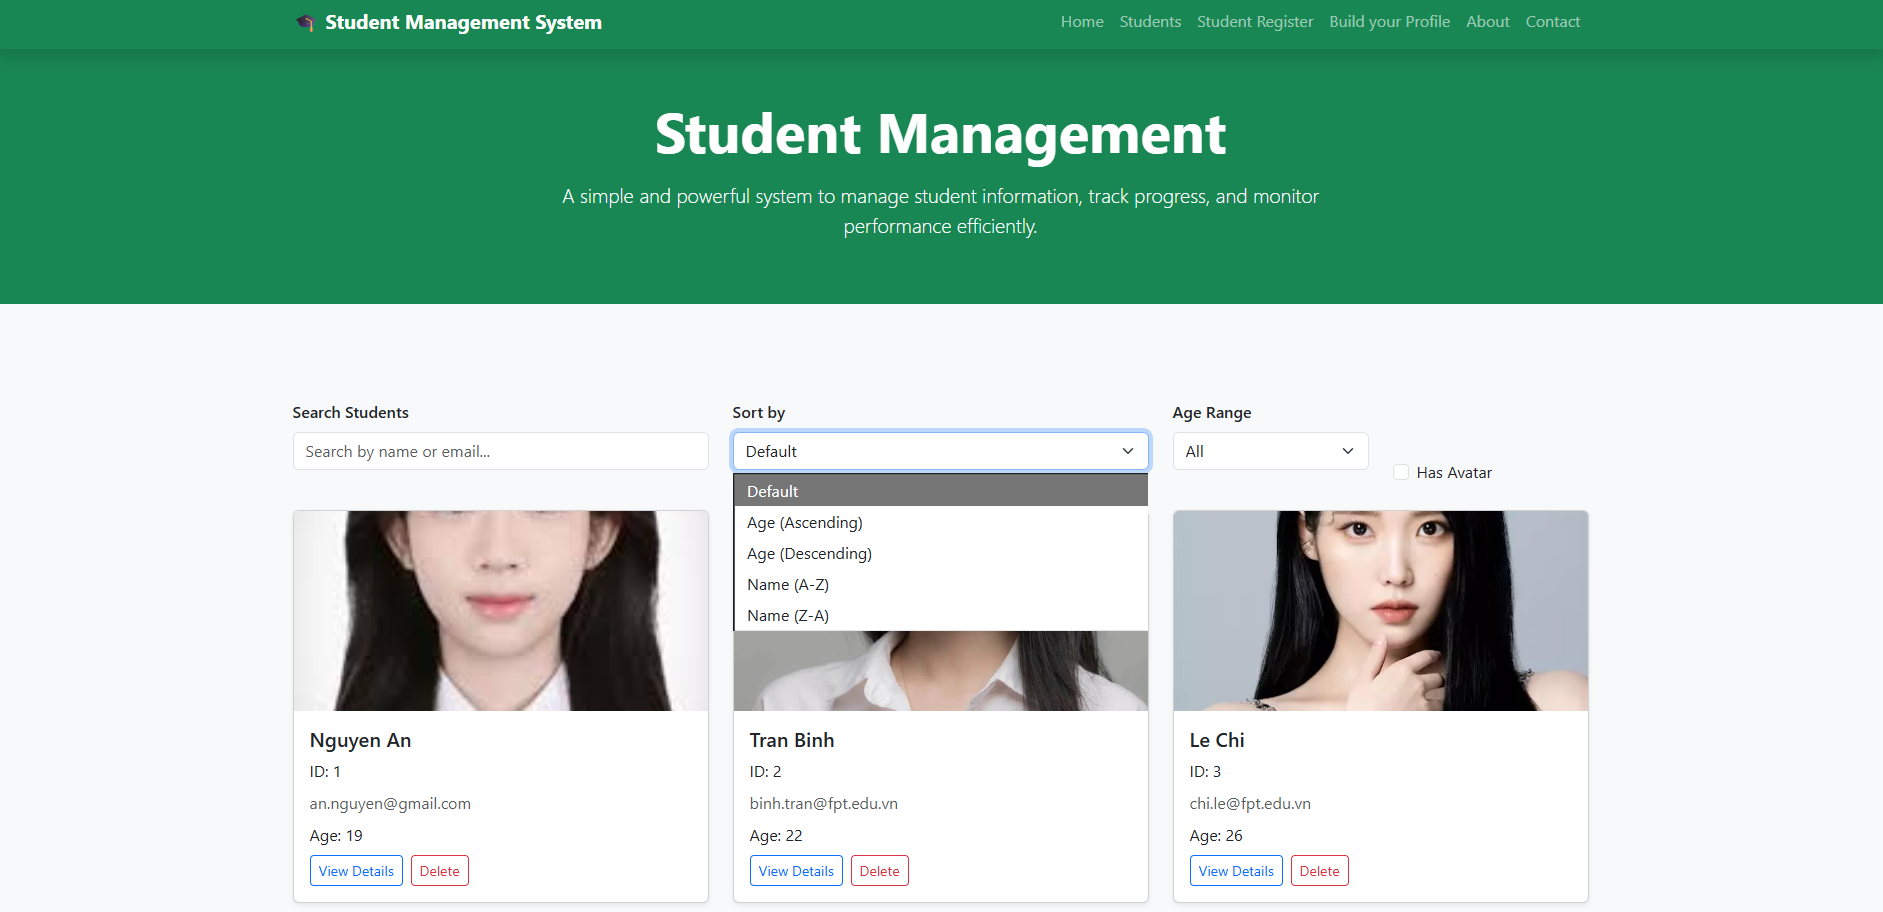 Student Management System
Home Students Student Register Build your Profile About Contact
Student Management
A simple and powerful system to manage student information, track progress, and monitor
performance efficiently.
Search Students
Search by name or email...
Sort by
Default
Default
Age (Ascending)
Age (Descending)
Name (A-Z)
Name (Z-A)
Age Range
All
Has Avatar
Nguyen An
ID: 1
an.nguyen@gmail.com
Age: 19
View Details Delete
Tran Binh
ID: 2
binh.tran@fpt.edu.vn
Age: 22
View Details Delete
Le Chi
ID: 3
chi.le@fpt.edu.vn
Age: 26
View Details Delete